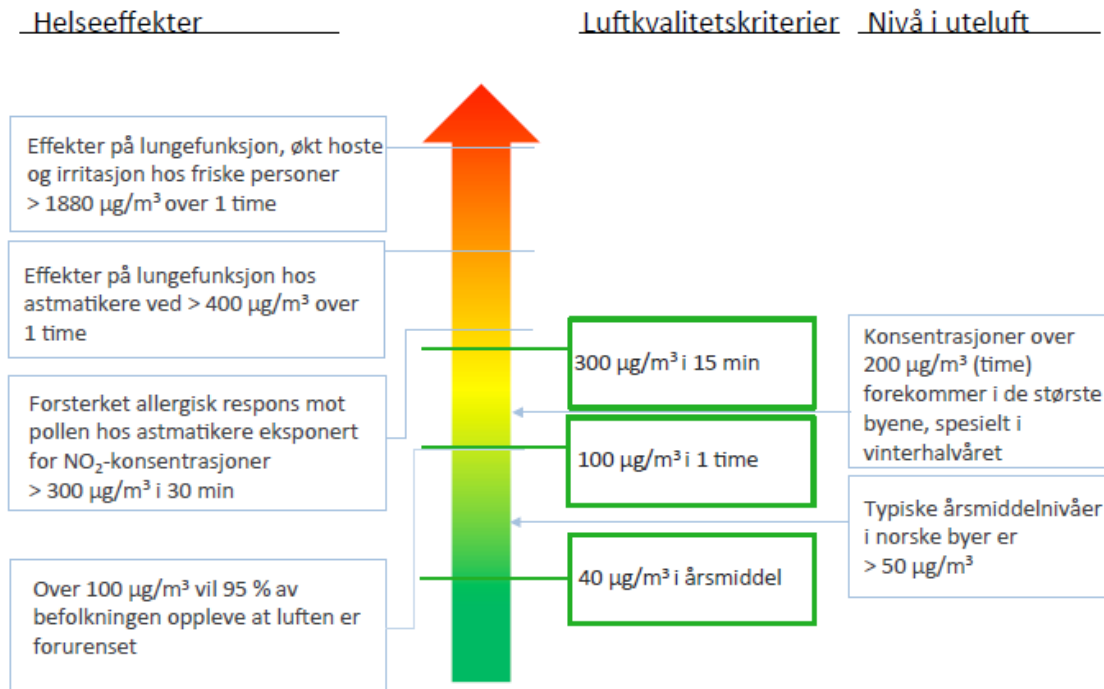 Helseeffekter
Luftkvalitetskriterier
Nivå i uteluft
Effekter på lungefunksjon, økt hoste
og irritasjon hos friske personer
> 1880 µg/m³ over 1 time
Effekter på lungefunksjon hos
astmatikere ved > 400 µg/m³ over
1 time
Forsterket allergisk respons mot
pollen hos astmatikere eksponert
for NO₂-konsentrasjoner
> 300 µg/m³ i 30 min
Over 100 µg/m³ vil 95 % av
befolkningen oppleve at luften er
forurenset
300 µg/m³ i 15 min
100 µg/m³ i 1 time
40 µg/m³ i årsmiddel
Konsentrasjoner over
200 µg/m³ (time)
forekommer i de større
byene, spesielt i
vinterhalvåret
Typiske årsmiddelnivåer
i norske byer er
> 50 µg/m³